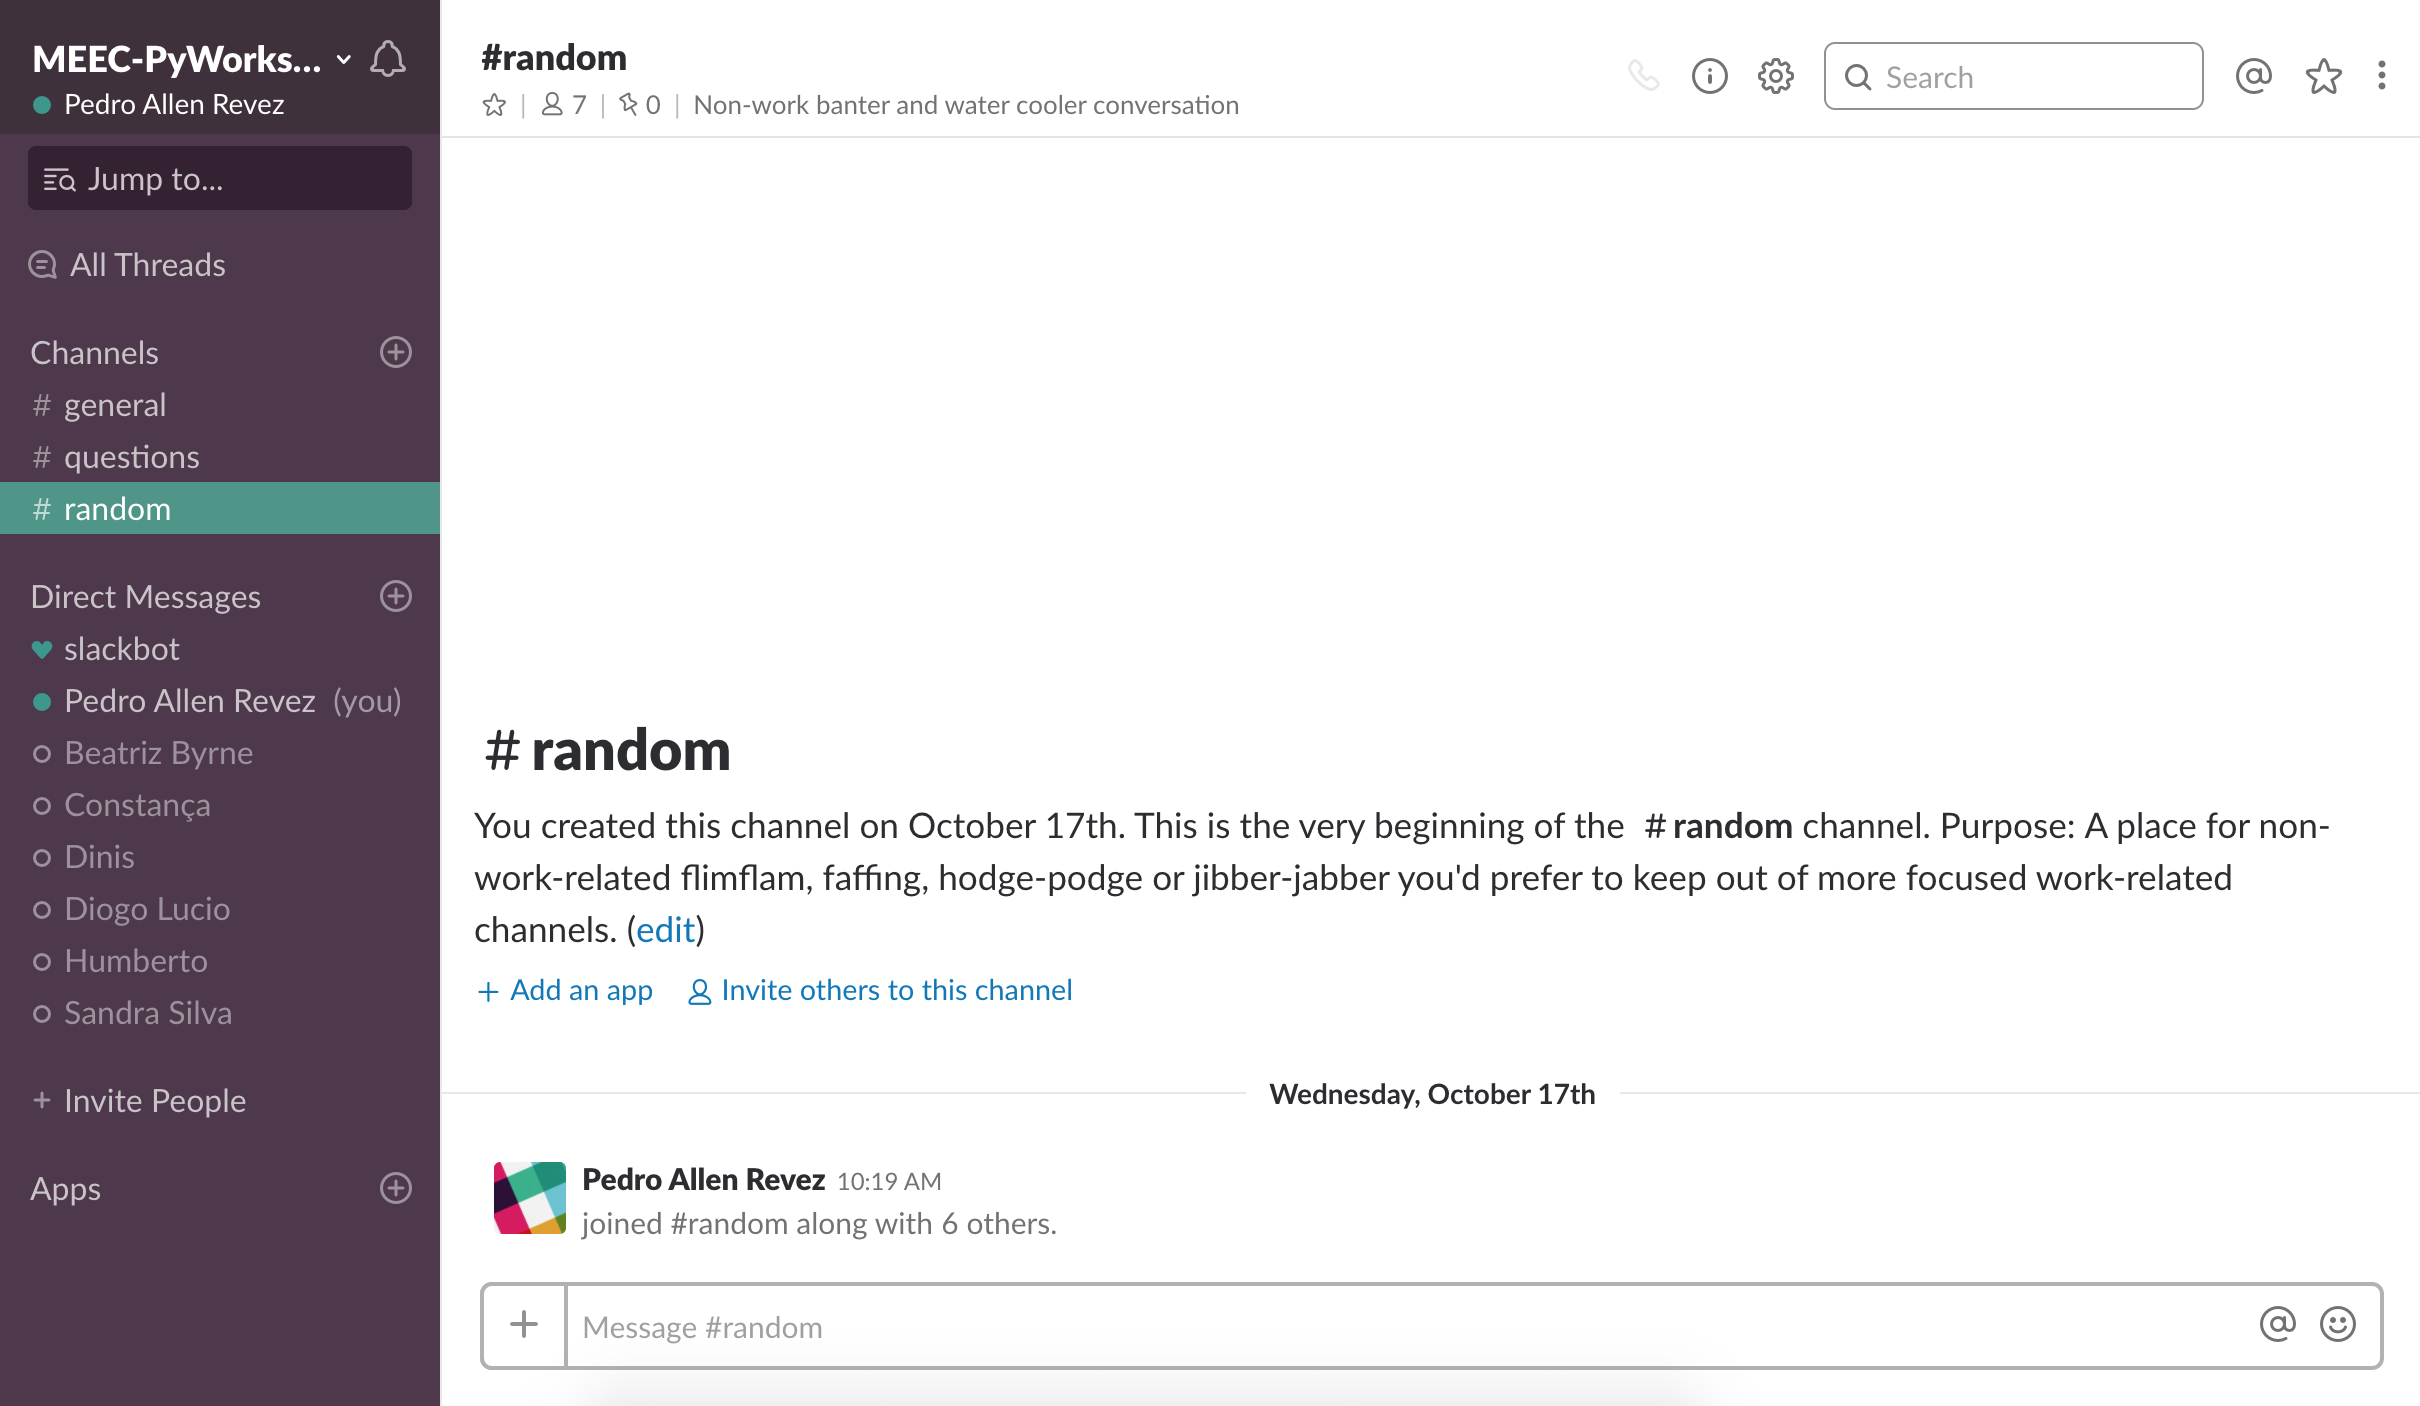 MEEC-PyWorks...
Pedro Allen Revez
Jump to...
All Threads
Channels
# general
# questions
# random
Direct Messages
slackbot
Pedro Allen Revez (you)
Beatriz Byrne
Constança
Dinis
Diogo Lucio
Humberto
Sandra Silva
+ Invite People
Apps
#random
7 | 0 | Non-work banter and water cooler conversation
Search
# random
You created this channel on October 17th. This is the very beginning of the #random channel. Purpose: A place for non-
work-related flimflam, faffing, hodge-podge or jibber-jabber you'd prefer to keep out of more focused work-related
channels. (edit)
+ Add an app Invite others to this channel
Wednesday, October 17th
Pedro Allen Revez 10:19 AM
joined #random along with 6 others.
Message #random